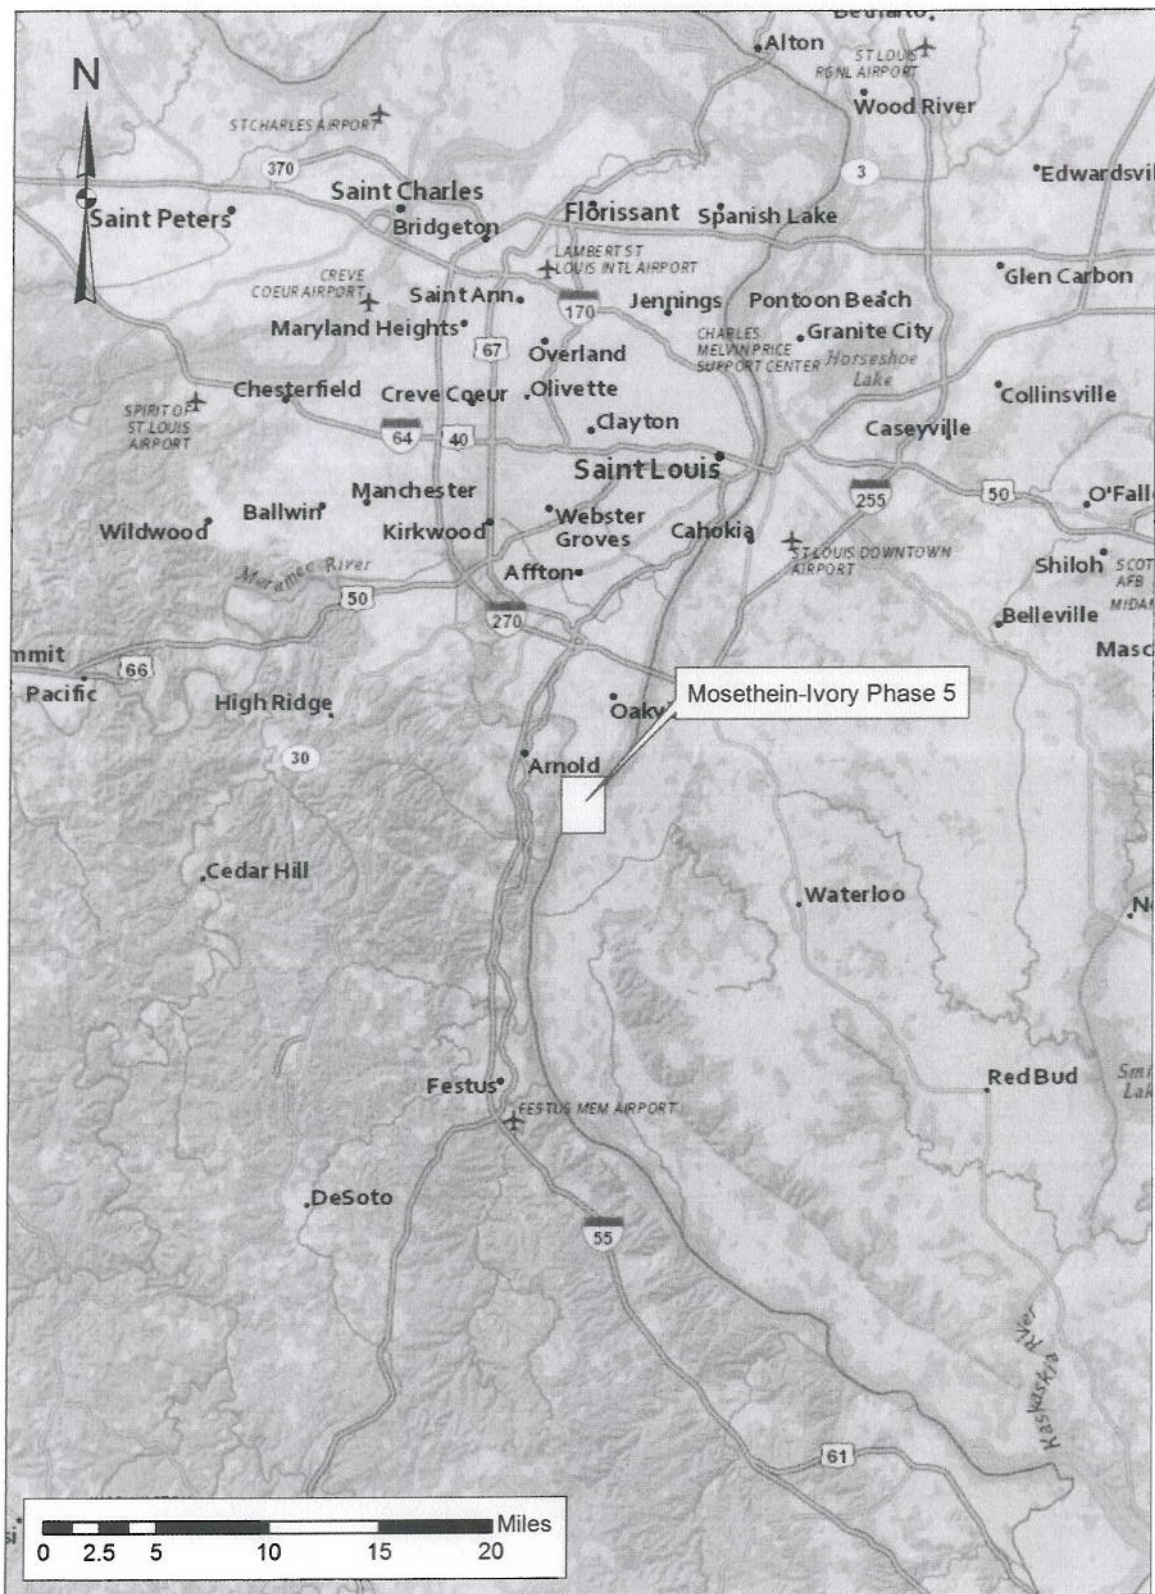 Bethalto
Alton
ST LOUIS
RGNL AIRPORT
N
Wood River
ST CHARLES AIRPORT
370
3
Edwardsvil
Saint Charles
Saint Peters
Florissant
Spanish Lake
Bridgeton
LAMBERT ST
LOUIS INTL AIRPORT
CREVE
COEUR AIRPORT
Glen Carbon
Saint Ann
170
Jennings
Pontoon Beach
Maryland Heights
67
CHARLES
MELVIN PRICE
SUPPORT CENTER
Granite City
Overland
Horseshoe
Lake
Chesterfield
Creve Coeur
Olivette
Collinsville
SPIRIT OF
ST LOUIS
AIRPORT
64
40
Clayton
Caseyville
Saint Louis
255
50
O'Fall
Manchester
Ballwin
Wildwood
Kirkwood
Webster
Groves
Cahokia
ST LOUIS DOWNTOWN
AIRPORT
Shiloh
SCOT
AFB
MIDAM
Maramec River
Affton
50
270
Belleville
mmit
66
Masc
Pacific
Mosethein-Ivory Phase 5
High Ridge
Oakv
30
Arnold
Cedar Hill
Waterloo
Festus
Red Bud
FESTUS MEM AIRPORT
DeSoto
55
Kaskaskia River
61
Miles
0 2.5 5 10 15 20